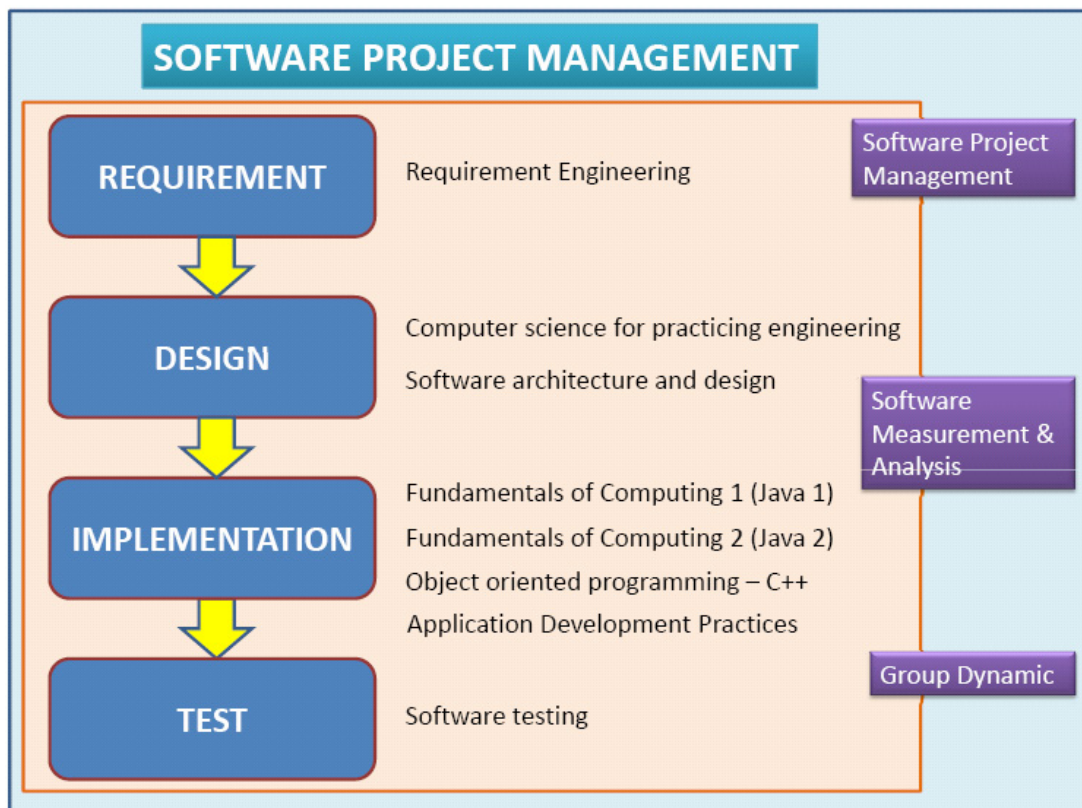 SOFTWARE PROJECT MANAGEMENT
REQUIREMENT
Requirement Engineering
Software Project
Management
DESIGN
Computer science for practicing engineering
Software architecture and design
Software
Measurement &
Analysis
IMPLEMENTATION
Fundamentals of Computing 1 (Java 1)
Fundamentals of Computing 2 (Java 2)
Object oriented programming – C++
Application Development Practices
Group Dynamic
TEST
Software testing